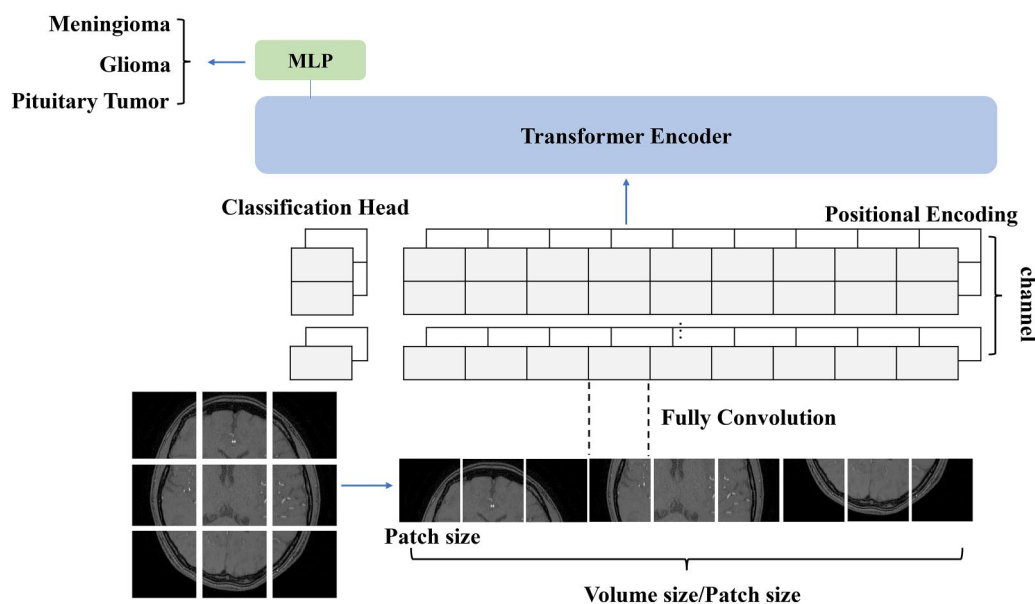 Meningioma
Glioma
Pituitary Tumor
MLP
Transformer Encoder
Classification Head
Positional Encoding
channel
⋮
Fully Convolution
Patch size
Volume size/Patch size